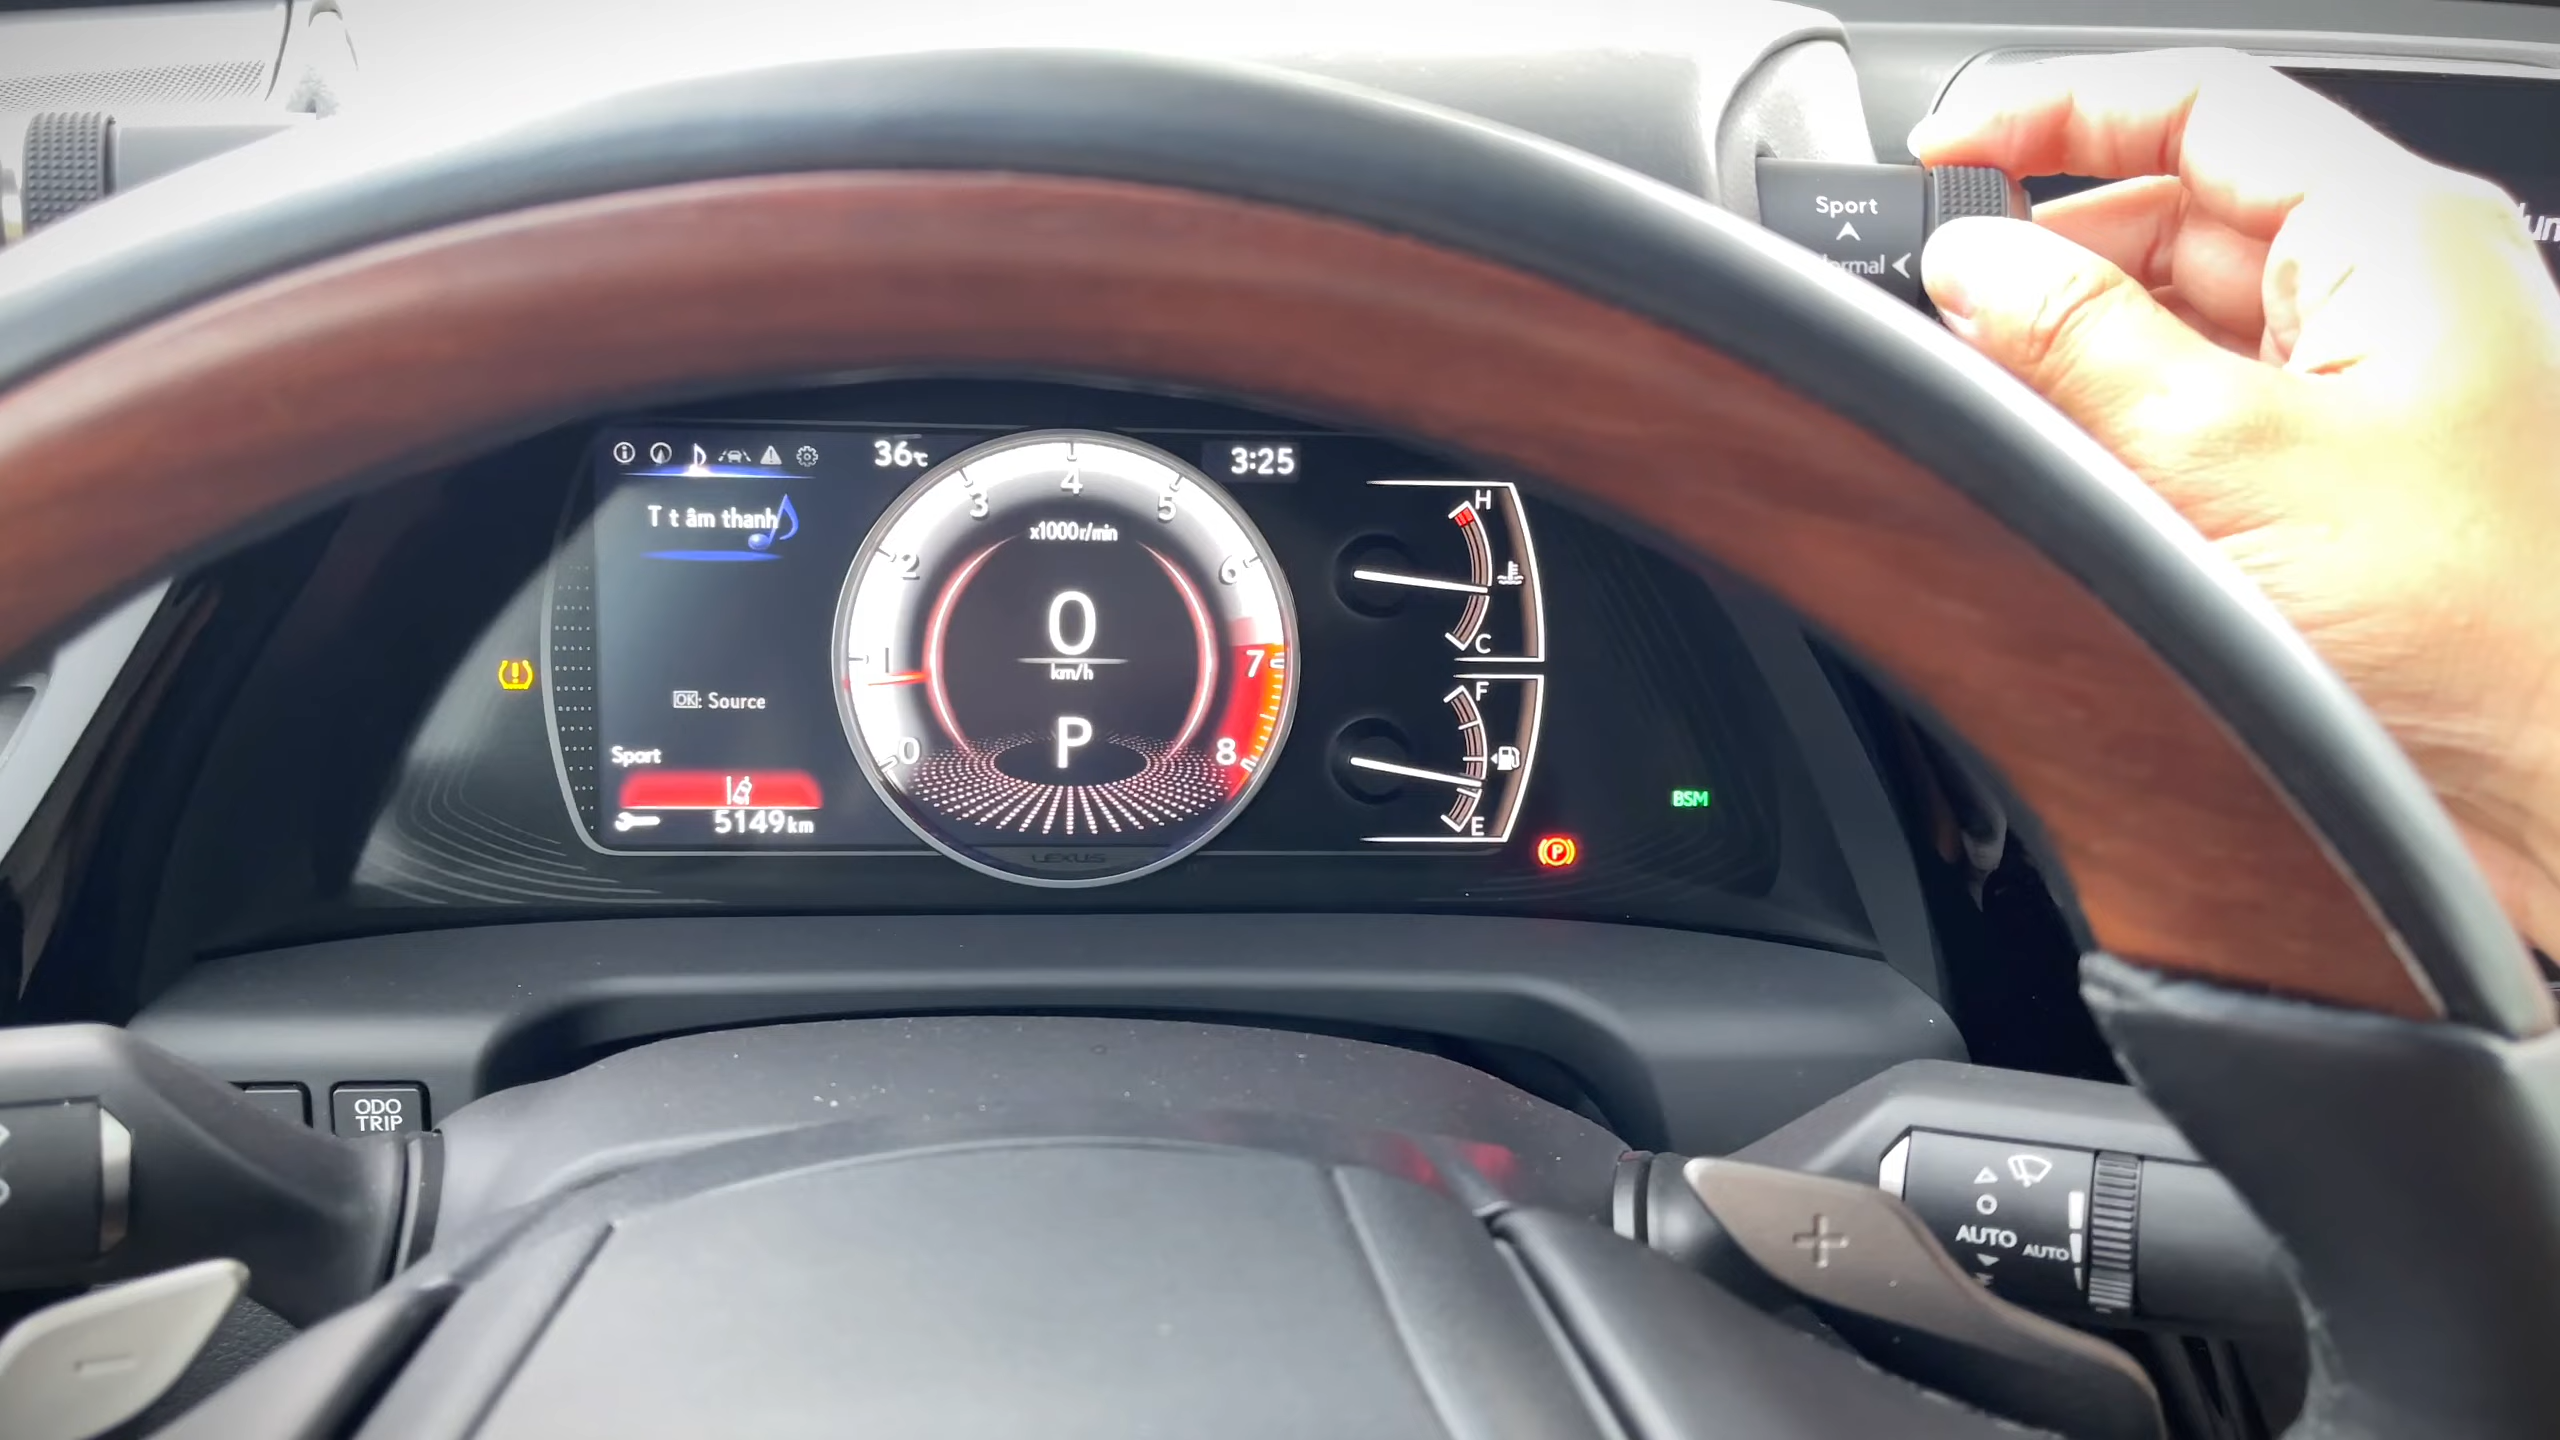 Sport
36℃
3:25
H
T t âm thanh
4
3
5
x1000r/min
2
6
0
km/h
C
1
7
F
OK: Source
Sport
P
0
8
5149km
E
BSM
P
LEXUS
ODO
TRIP
AUTO
AUTO